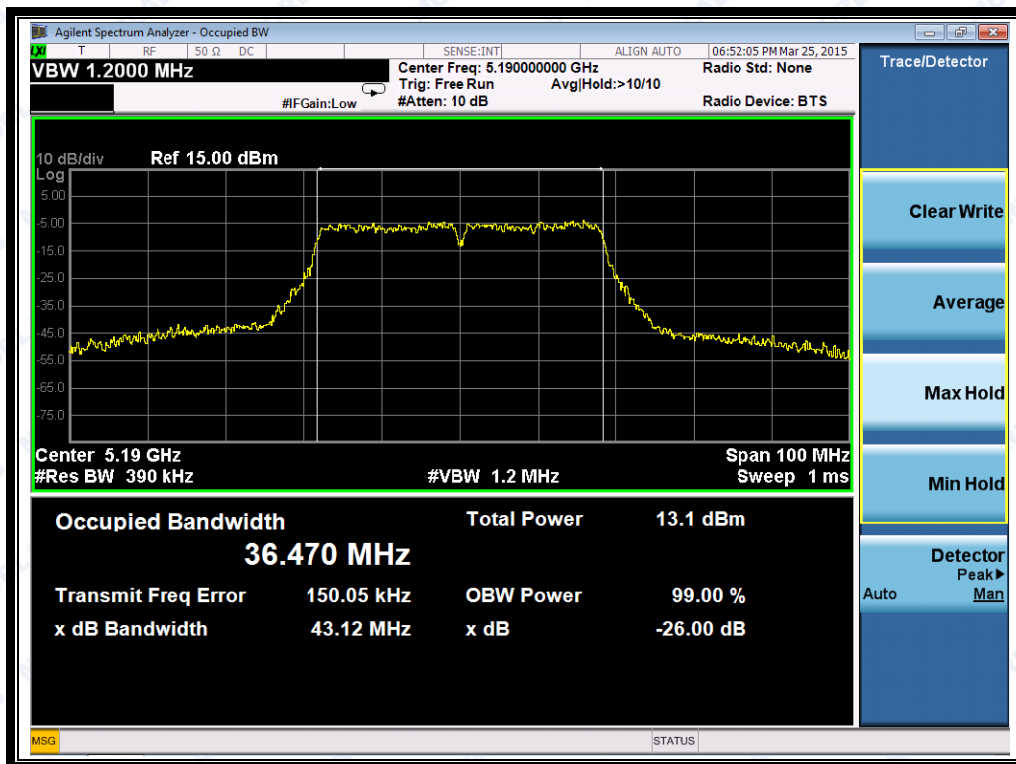 Agilent Spectrum Analyzer - Occupied BW
LXI T RF 50 Ω DC SENSE:INT ALIGN AUTO 06:52:05 PM Mar 25, 2015
VBW 1.2000 MHz
Center Freq: 5.190000000 GHz Radio Std: None
Trig: Free Run Avg|Hold:>10/10
#IFGain:Low #Atten: 10 dB Radio Device: BTS
10 dB/div Ref 15.00 dBm
Log
5.00
-5.00
-15.0
-25.0
-35.0
-45.0
-55.0
-65.0
-75.0
Center 5.19 GHz Span 100 MHz
#Res BW 390 kHz #VBW 1.2 MHz Sweep 1 ms
Occupied Bandwidth Total Power 13.1 dBm
36.470 MHz
Transmit Freq Error 150.05 kHz OBW Power 99.00 %
x dB Bandwidth 43.12 MHz x dB -26.00 dB
MSG STATUS
Trace/Detector
Clear Write
Average
Max Hold
Min Hold
Detector
Peak▶
Auto Man